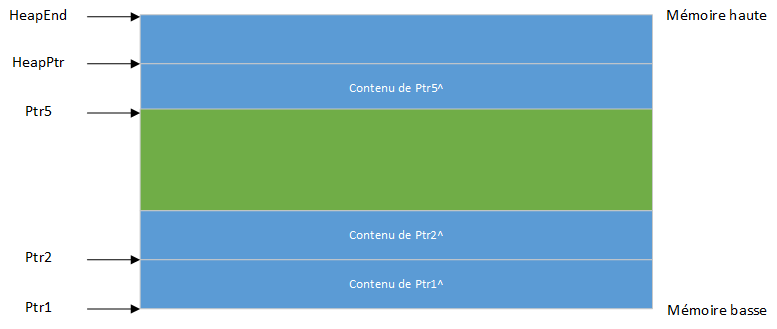 HeapEnd
Mémoire haute
HeapPtr
Contenu de Ptr5^
Ptr5
Contenu de Ptr2^
Ptr2
Contenu de Ptr1^
Ptr1
Mémoire basse